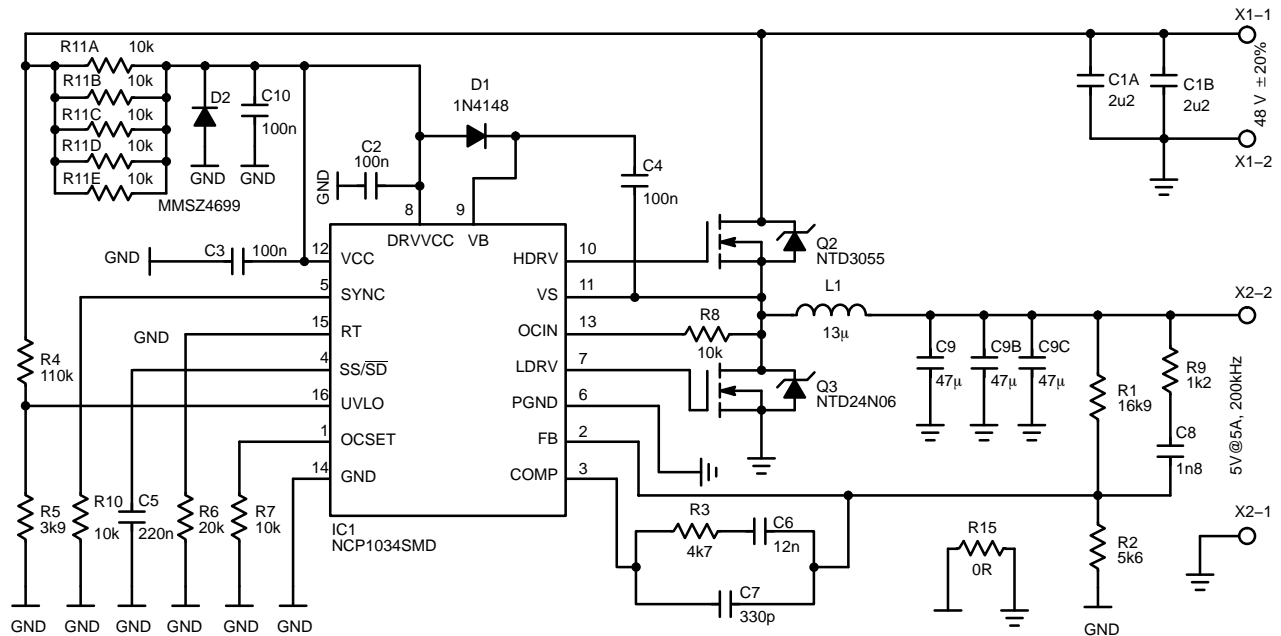 X1-1
R11A 10k
R11B 10k
R11C 10k
R11D 10k
R11E 10k
D2
C10
100n
GND
GND
MMSZ4699
D1
1N4148
C2
100n
GND
C4
100n
C1A
2u2
C1B
2u2
48 V ±20%
X1-2
8
9
DRVVCC VB
GND
C3 100n
12 VCC
5 SYNC
15 RT
4 SS/SD
16 UVLO
1 OCSET
14 GND
HDRV 10
VS 11
OCIN 13
LDRV 7
PGND 6
FB 2
COMP 3
IC1
NCP1034SMD
Q2
NTD3055
L1
13μ
X2-2
R8
10k
Q3
NTD24N06
C9
47μ
C9B
47μ
C9C
47μ
R1
16k9
R9
1k2
C8
1n8
5V@5A, 200kHz
GND
R4
110k
R5
3k9
R10
10k
C5
220n
R6
20k
R7
10k
R3
4k7
C6
12n
C7
330p
R15
0R
R2
5k6
X2-1
GND GND GND GND GND GND
GND